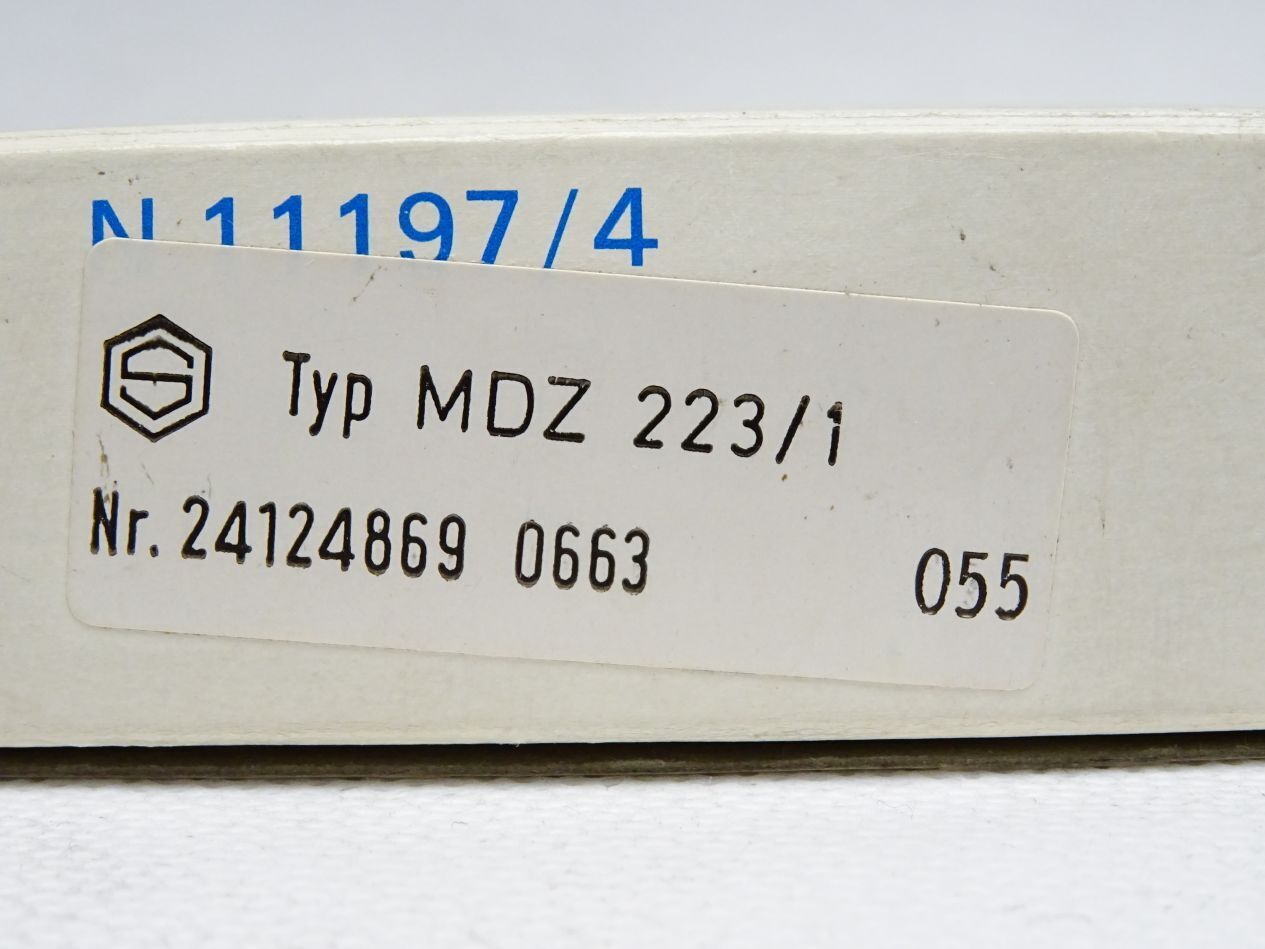 N 11197/4
Typ MDZ 223/1
Nr. 24124869 0663 055